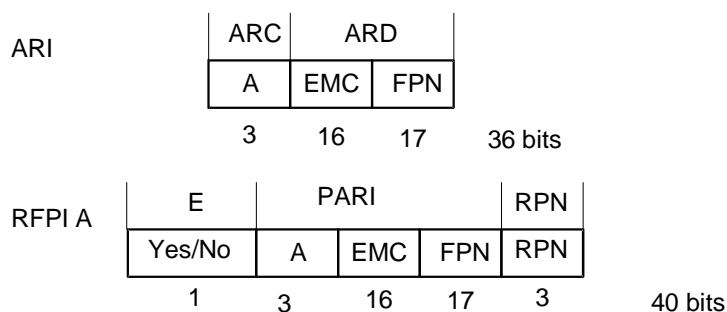 ARC ARD
ARI
A EMC FPN
3 16 17 36 bits
E PARI RPN
RFPI A
Yes/No A EMC FPN RPN
1 3 16 17 3 40 bits